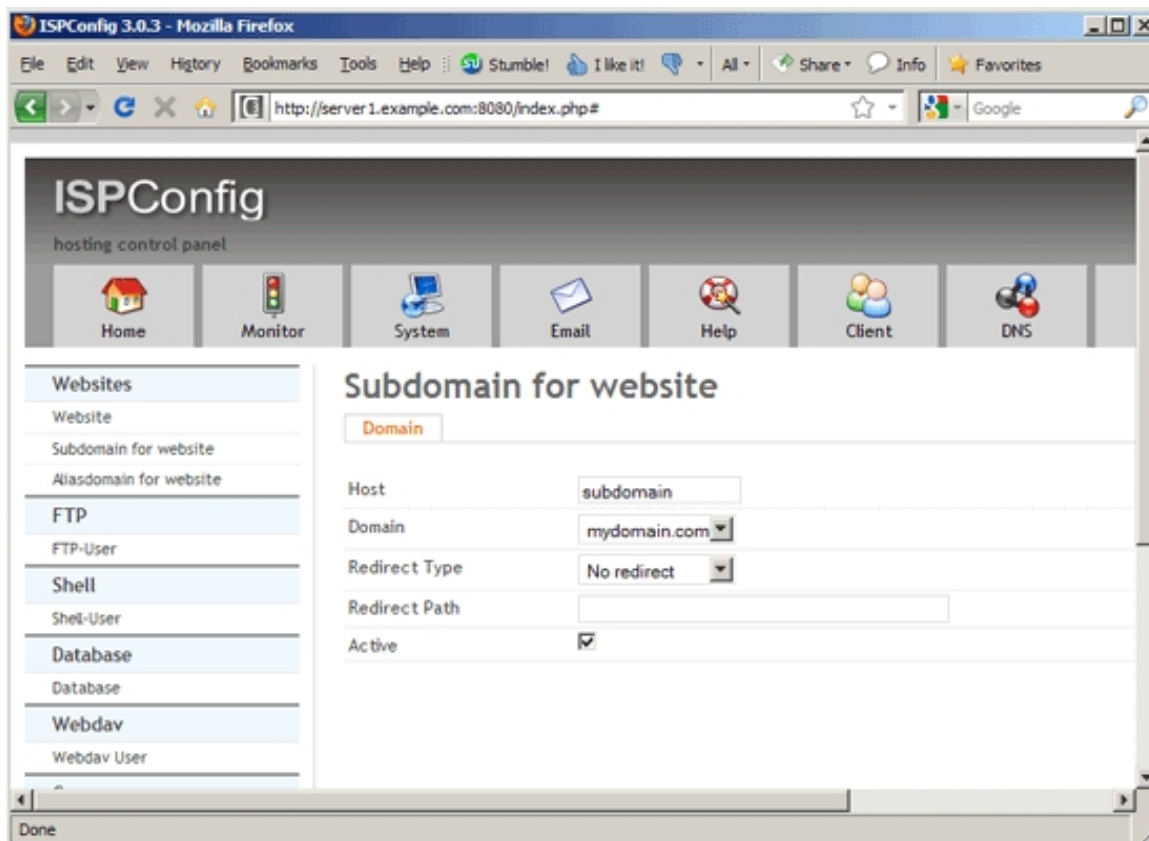 ISPConfig 3.0.3 - Mozilla Firefox
File Edit View History Bookmarks Tools Help Stumble! I like it! All Share Info Favorites
http://server1.example.com:8080/index.php# Google
ISPConfig
hosting control panel
Home Monitor System Email Help Client DNS
Websites
Website
Subdomain for website
Aliasdomain for website
FTP
FTP-User
Shell
Shell-User
Database
Database
Webdav
Webdav User
Subdomain for website
Domain
Host subdomain
Domain mydomain.com
Redirect Type No redirect
Redirect Path
Active
Done